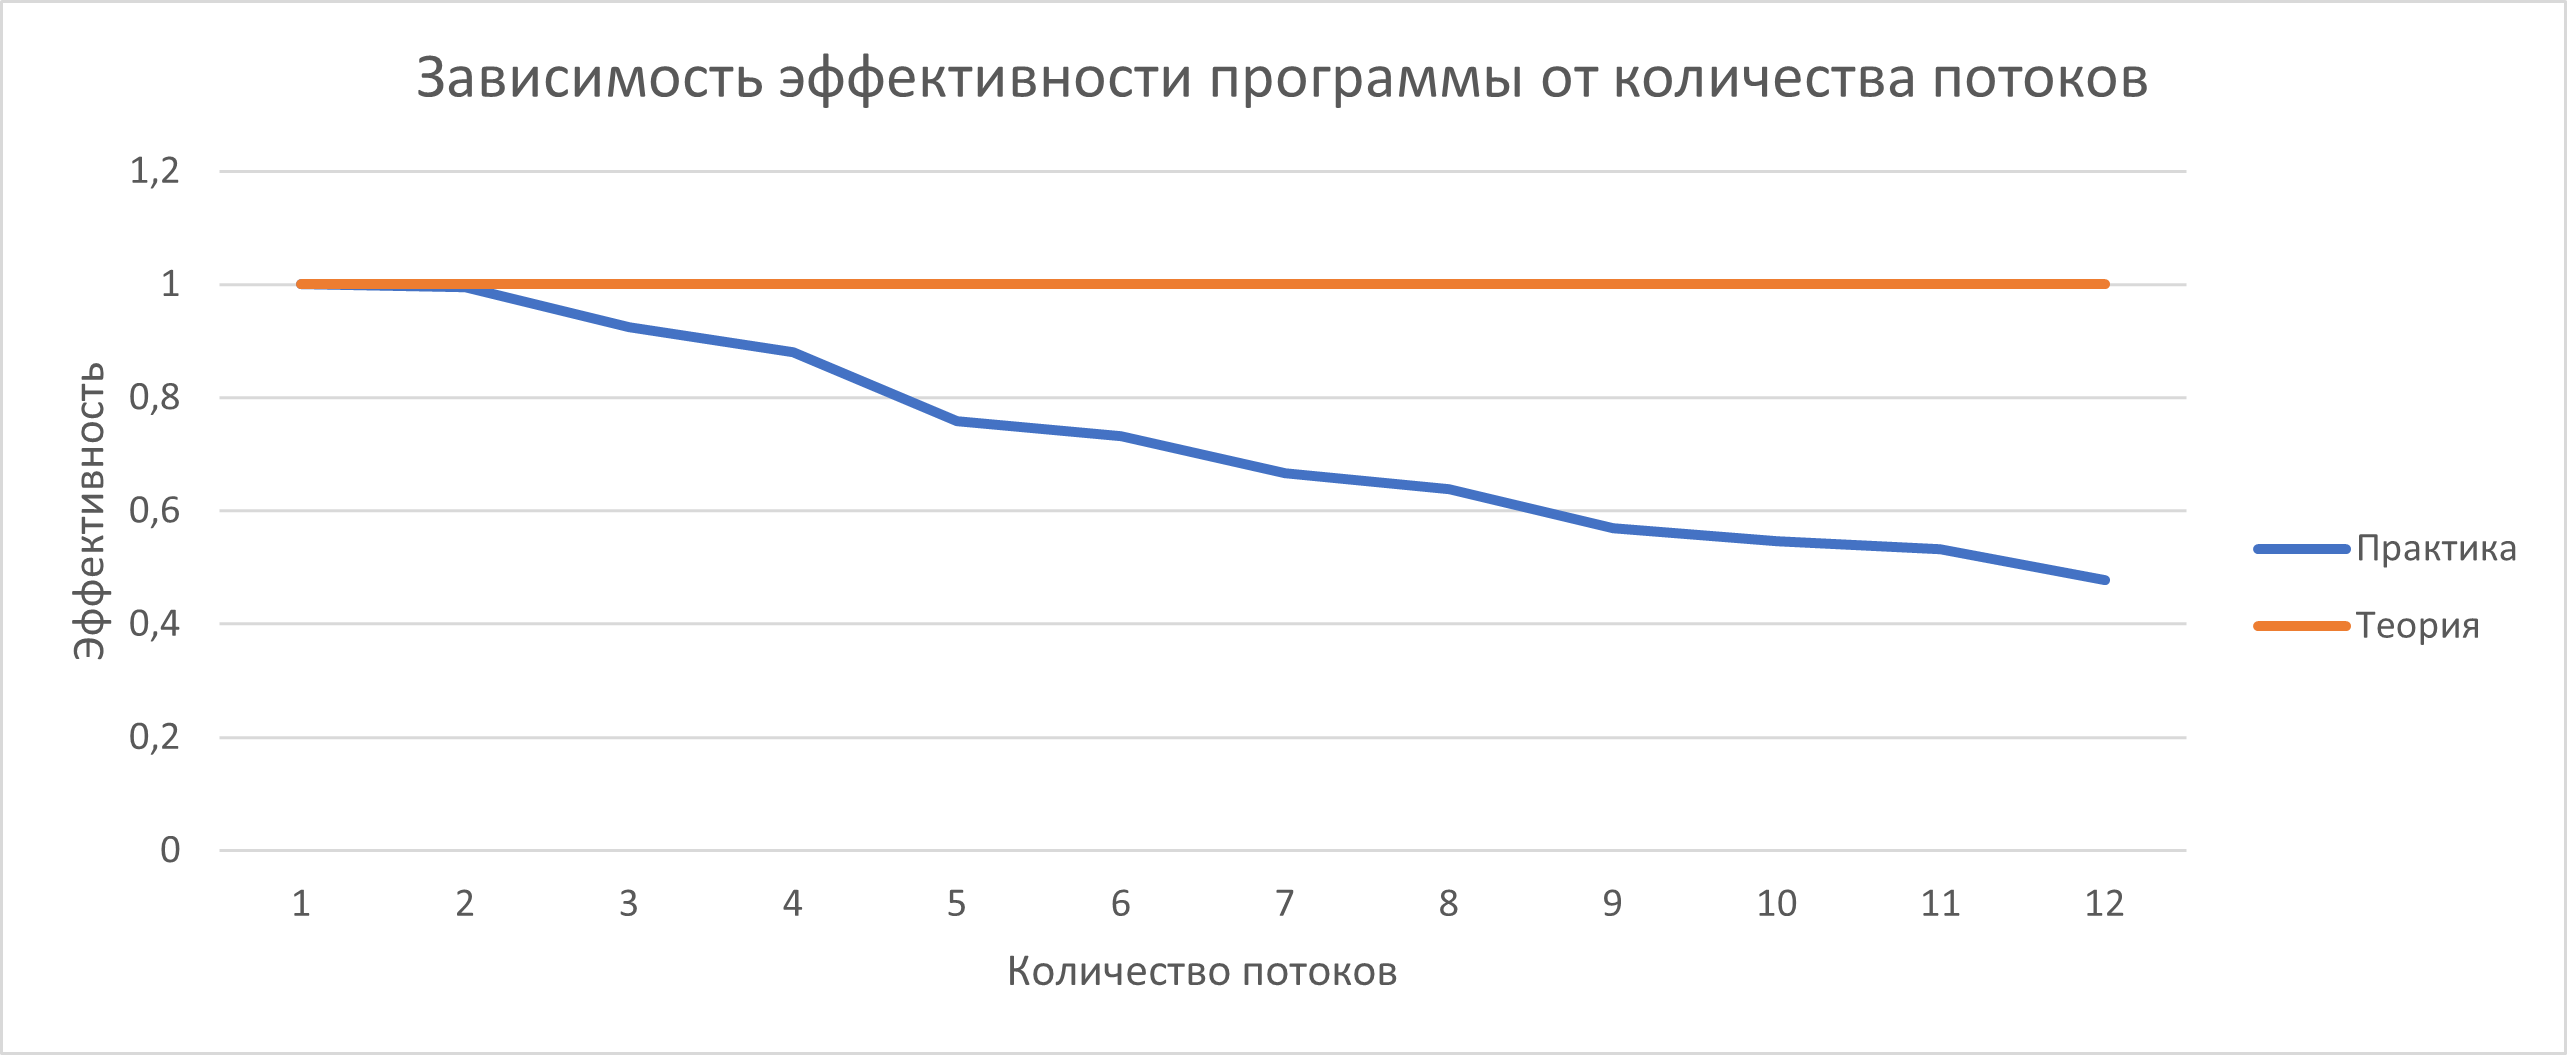 Зависимость эффективности программы от количества потоков
1,2
1
0,8
0,6
0,4
0,2
0
Эффективность
1 2 3 4 5 6 7 8 9 10 11 12
Количество потоков
Практика
Теория